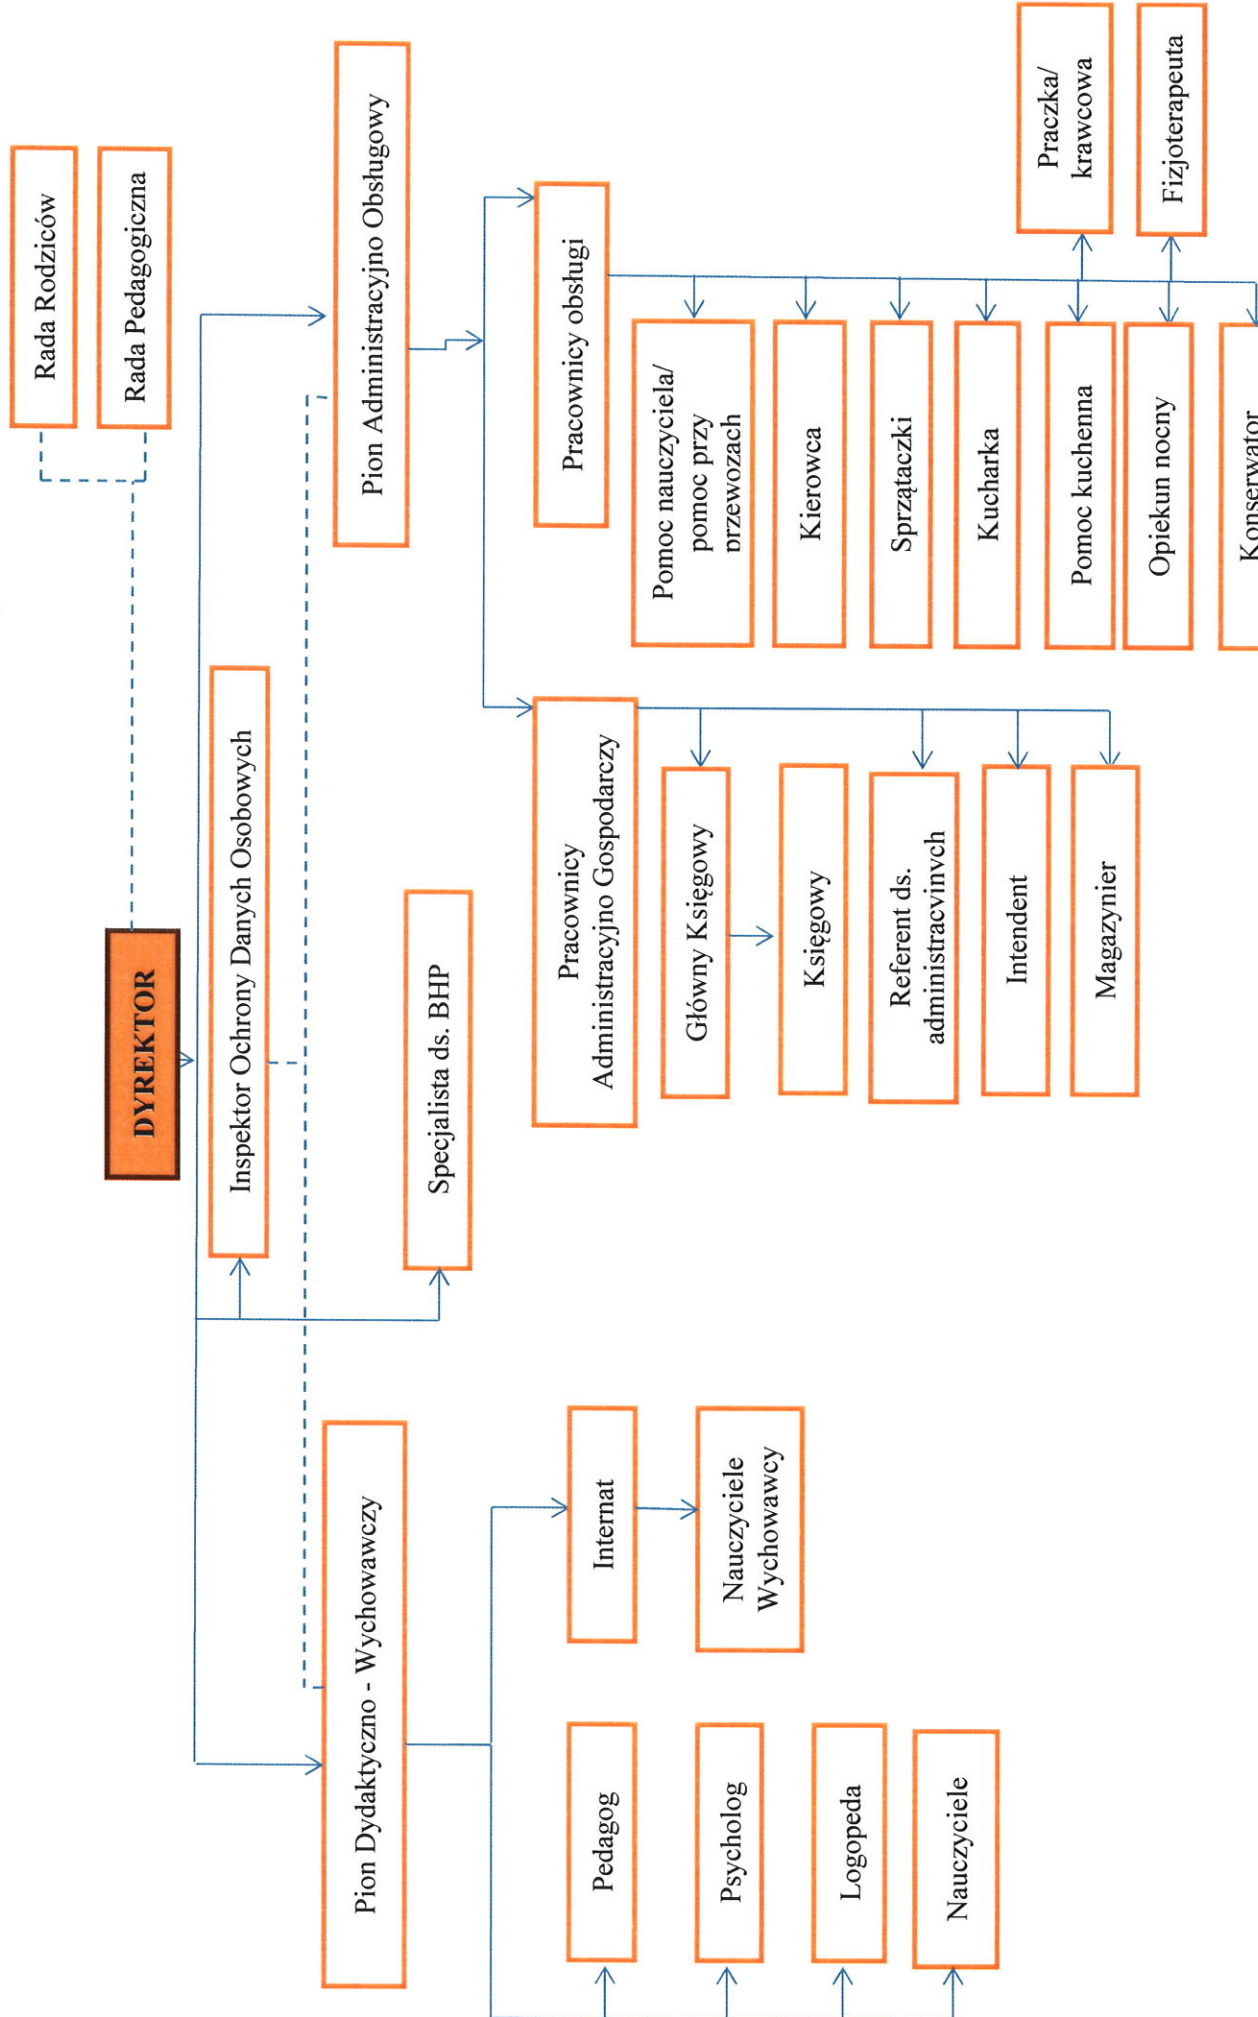 Rada Rodziców
Rada Pedagogiczna
DYREKTOR
Inspektor Ochrony Danych Osobowych
Specjalista ds. BHP
Pion Dydaktyczno - Wychowawczy
Pedagog
Psycholog
Logopeda
Nauczyciele
Internat
Nauczyciele
Wychowawcy
Pion Administracyjno Obsługowy
Pracownicy
Administracyjno Gospodarczy
Główny Księgowy
Księgowy
Referent ds.
administracyjnych
Intendent
Magazynier
Pracownicy obsługi
Pomoc nauczyciela/
pomoc przy
przewozach
Kierowca
Sprzątaczki
Kucharka
Pomoc kuchenna
Opiekun nocny
Konserwator
Praczka/
krawcowa
Fizjoterapeuta